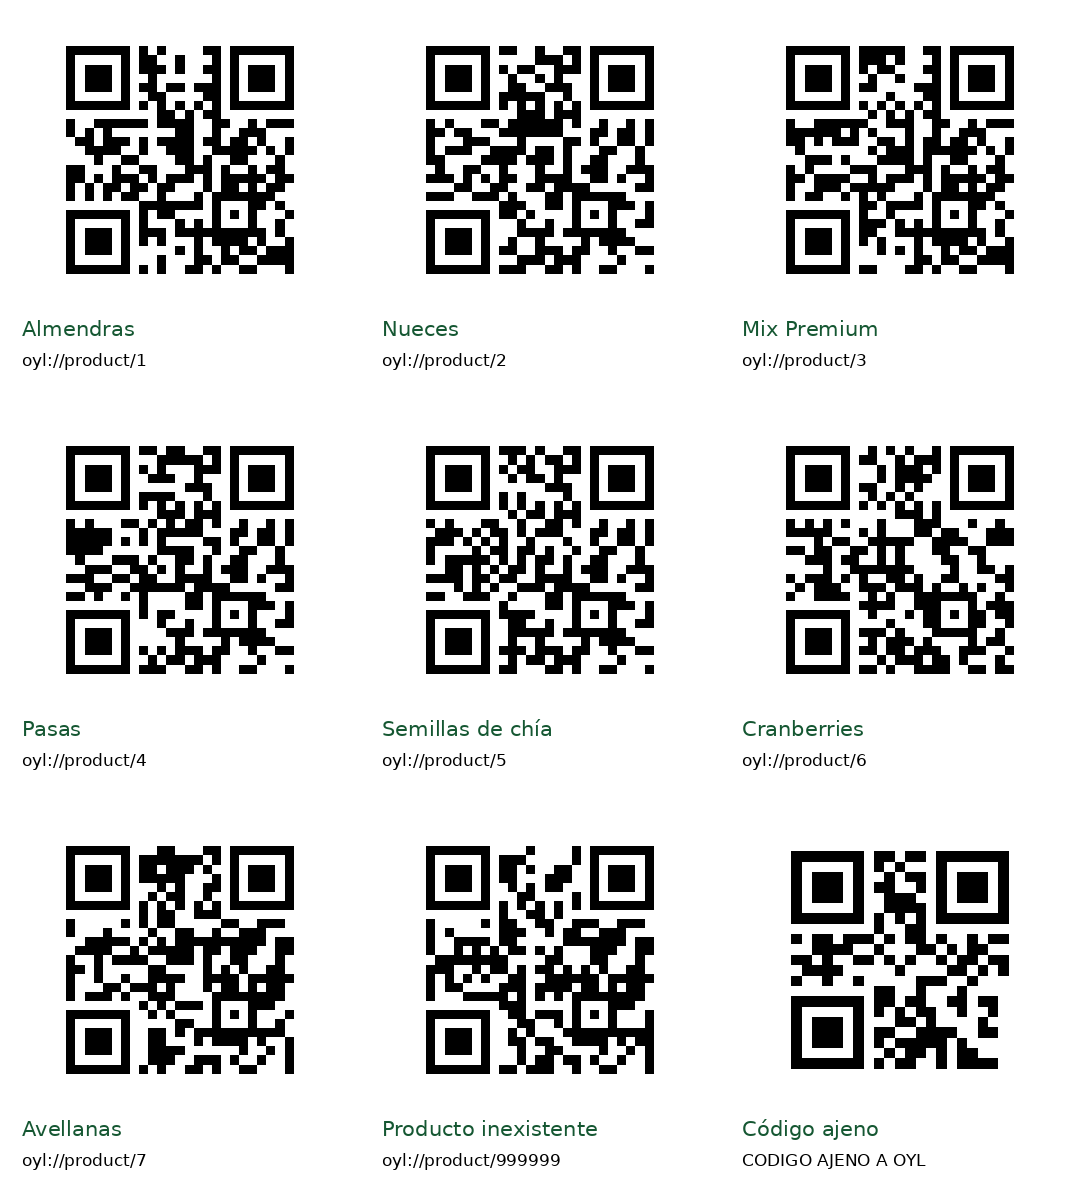 Almendras
oyl://product/1
Nueces
oyl://product/2
Mix Premium
oyl://product/3
Pasas
oyl://product/4
Semillas de chía
oyl://product/5
Cranberries
oyl://product/6
Avellanas
oyl://product/7
Producto inexistente
oyl://product/999999
Código ajeno
CODIGO AJENO A OYL